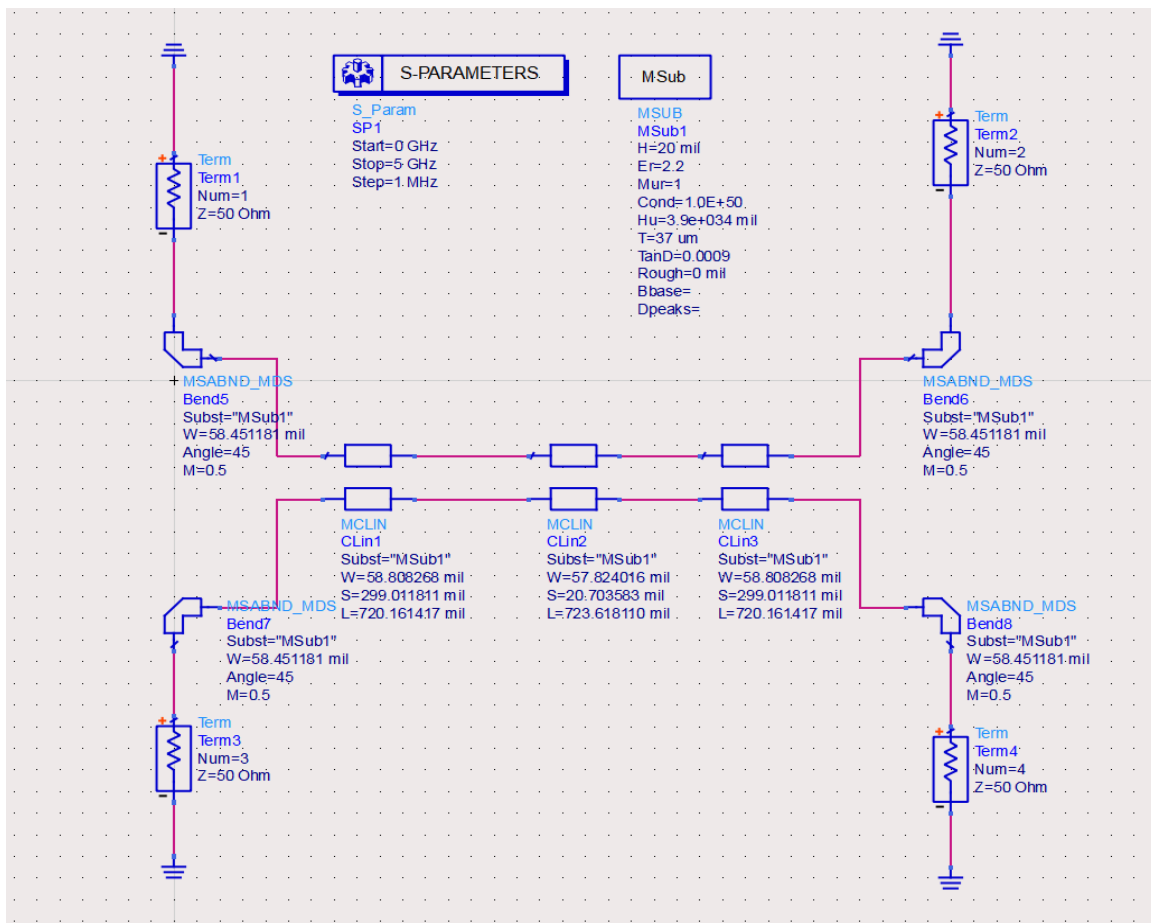 S-PARAMETERS
S_Param
SP1
Start=0 GHz
Stop=5 GHz
Step=1 MHz
MSub
MSUB
MSub1
H=20 mil
Er=2.2
Mur=1
Cond=1.0E+50
Hu=3.9e+034 mil
T=37 um
TanD=0.0009
Rough=0 mil
Bbase=
Dpeaks=
+
Term
Term1
Num=1
Z=50 Ohm
-
+
Term
Term2
Num=2
Z=50 Ohm
-
MSABND_MDS
Bend5
Subst="MSub1"
W=58.451181 mil
Angle=45
M=0.5
MSABND_MDS
Bend6
Subst="MSub1"
W=58.451181 mil
Angle=45
M=0.5
MCLIN
CLin1
Subst="MSub1"
W=58.808268 mil
S=299.011811 mil
L=720.161417 mil
MCLIN
CLin2
Subst="MSub1"
W=57.824016 mil
S=20.703583 mil
L=723.618110 mil
MCLIN
CLin3
Subst="MSub1"
W=58.808268 mil
S=299.011811 mil
L=720.161417 mil
MSABND_MDS
Bend7
Subst="MSub1"
W=58.451181 mil
Angle=45
M=0.5
MSABND_MDS
Bend8
Subst="MSub1"
W=58.451181 mil
Angle=45
M=0.5
+
Term
Term3
Num=3
Z=50 Ohm
-
+
Term
Term4
Num=4
Z=50 Ohm
-